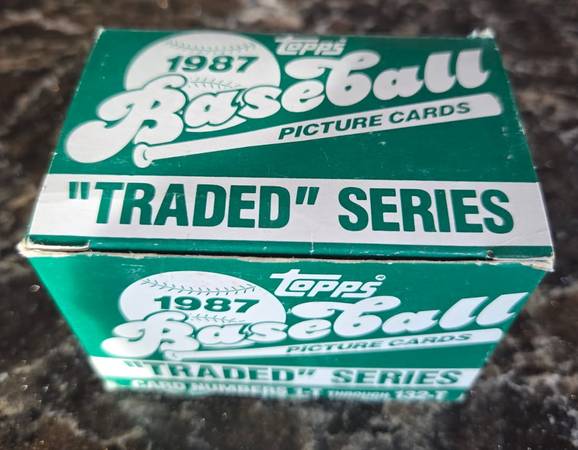 Topps
1987
Baseball
PICTURE CARDS
"TRADED" SERIES
Topps
1987
Baseball
PICTURE CARDS
"TRADED" SERIES
CARD NUMBERS 1-T THROUGH 132-T